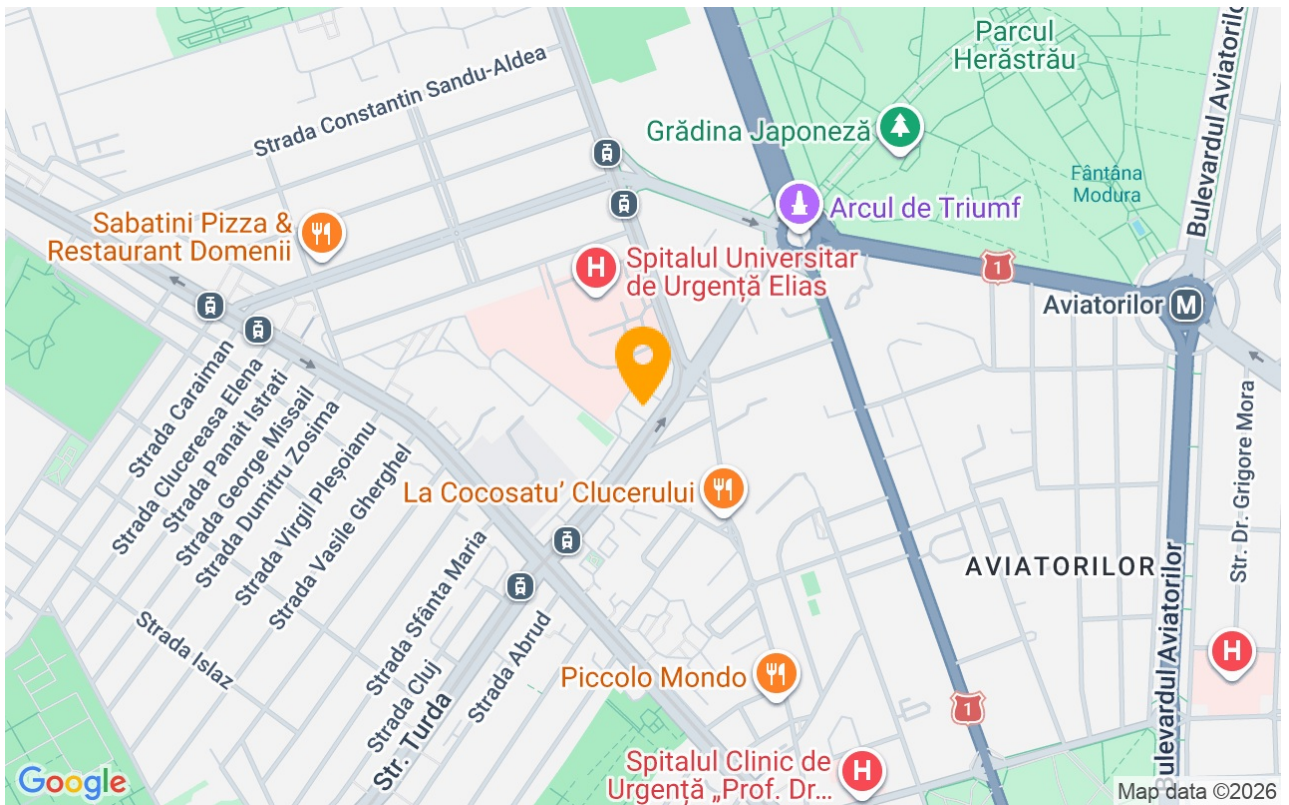 Parcul
Herăstrău
Bulevardul Aviatorilor
Strada Constantin Sandu-Aldea
Grădina Japoneză
Fântâna
Modura
Sabatini Pizza &
Restaurant Domenii
Arcul de Triumf
Spitalul Universitar
de Urgență Elias
H
1
Aviatorilor
M
Strada Caraiman
Strada Clucereasa Elena
Strada Panait Istrati
Strada George Missail
Strada Dumitru Zosima
Strada Virgil Pleșoianu
Strada Vasile Gherghel
Str. Dr. Grigore Mora
La Cocosatu' Clucerului
AVIATORILOR
Strada Sfânta Maria
Strada Islaz
Strada Cluj
Strada Abrud
Str. Turda
Bulevardul Aviatorilor
H
Piccolo Mondo
1
Spitalul Clinic de
Urgență „Prof. Dr...
H
Google
Map data ©2026